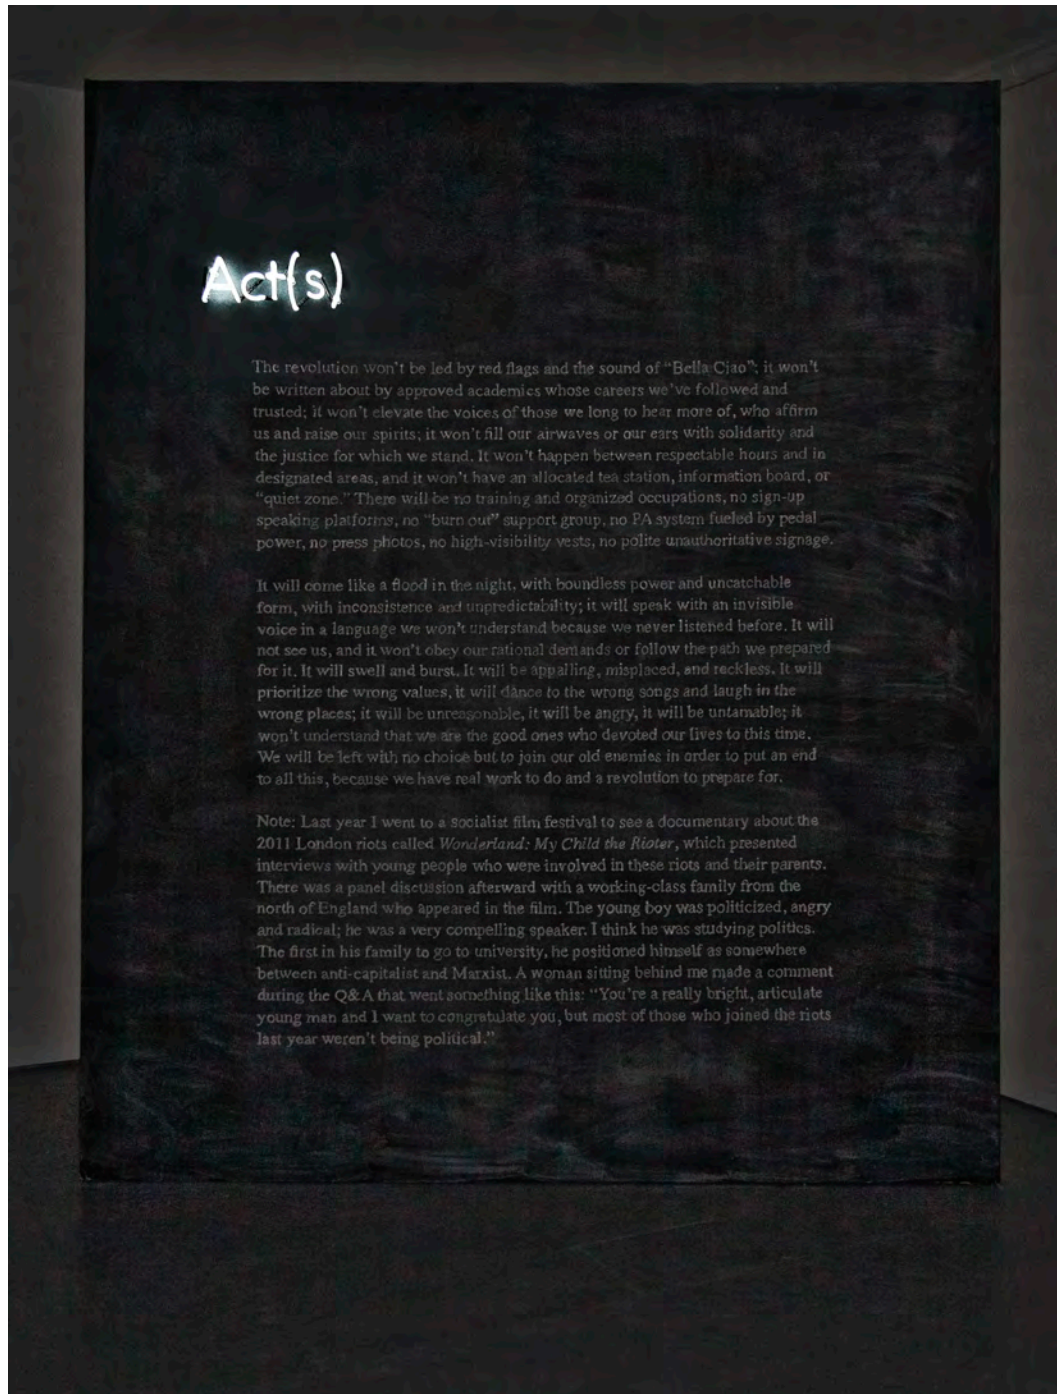 Act(s)
The revolution won't be led by red flags and the sound of “Bella Ciao”; it won't
be written about by approved academics whose careers we've followed and
trusted; it won't elevate the voices of those we long to hear more of, who affirm
us and raise our spirits; it won't fill our airwaves or our ears with solidarity and
the justice for which we stand. It won't happen between respectable hours and in
designated areas, and it won't have an allocated tea station, information board, or
“quiet zone.” There will be no training and organized occupations, no sign-up
speaking platforms, no “burn out” support group, no PA system fueled by pedal
power, no press photos, no high-visibility vests, no polite unauthoritative signage.
It will come like a flood in the night, with boundless power and uncatchable
form, with inconsistence and unpredictability; it will speak with an invisible
voice in a language we won't understand because we never listened before. It will
not see us, and it won't obey our rational demands or follow the path we prepared
for it. It will swell and burst. It will be appalling, misplaced, and reckless. It will
prioritize the wrong values, it will dance to the wrong songs and laugh in the
wrong places; it will be unreasonable, it will be angry, it will be untamable; it
won't understand that we are the good ones who devoted our lives to this time.
We will be left with no choice but to join our old enemies in order to put an end
to all this, because we have real work to do and a revolution to prepare for.
Note: Last year I went to a socialist film festival to see a documentary about the
2011 London riots called Wonderland: My Child the Rioter, which presented
interviews with young people who were involved in these riots and their parents.
There was a panel discussion afterward with a working-class family from the
north of England who appeared in the film. The young boy was politicized, angry
and radical; he was a very compelling speaker. I think he was studying politics.
The first in his family to go to university, he positioned himself as somewhere
between anti-capitalist and Marxist. A woman sitting behind me made a comment
during the Q&A that went something like this: “You're a really bright, articulate
young man and I want to congratulate you, but most of those who joined the riots
last year weren't being political.”